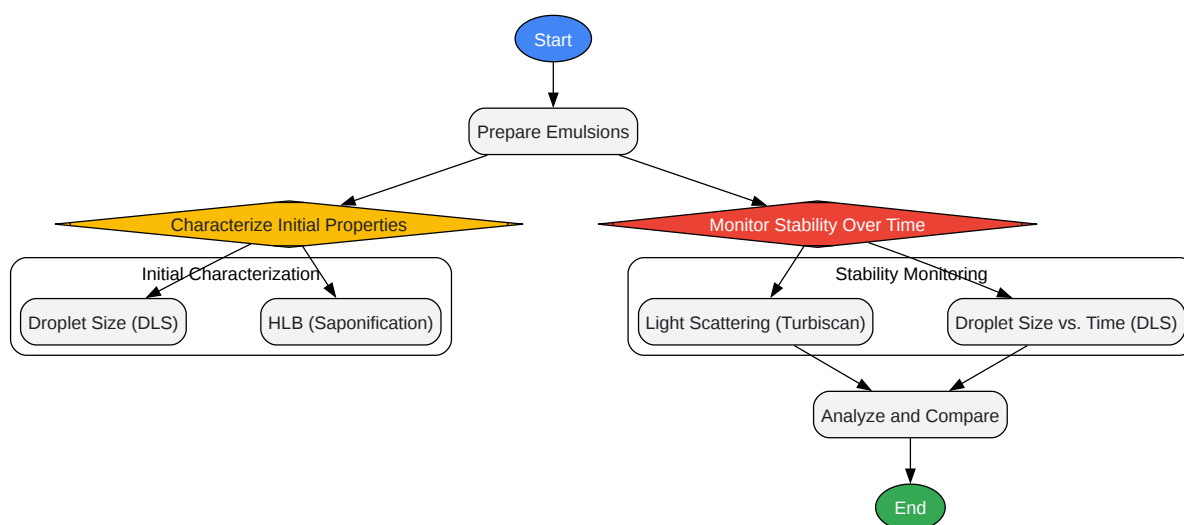 Start
Prepare Emulsions
Characterize Initial Properties
Monitor Stability Over Time
Initial Characterization
Stability Monitoring
Droplet Size (DLS)
HLB (Saponification)
Light Scattering (Turbiscan)
Droplet Size vs. Time (DLS)
Analyze and Compare
End